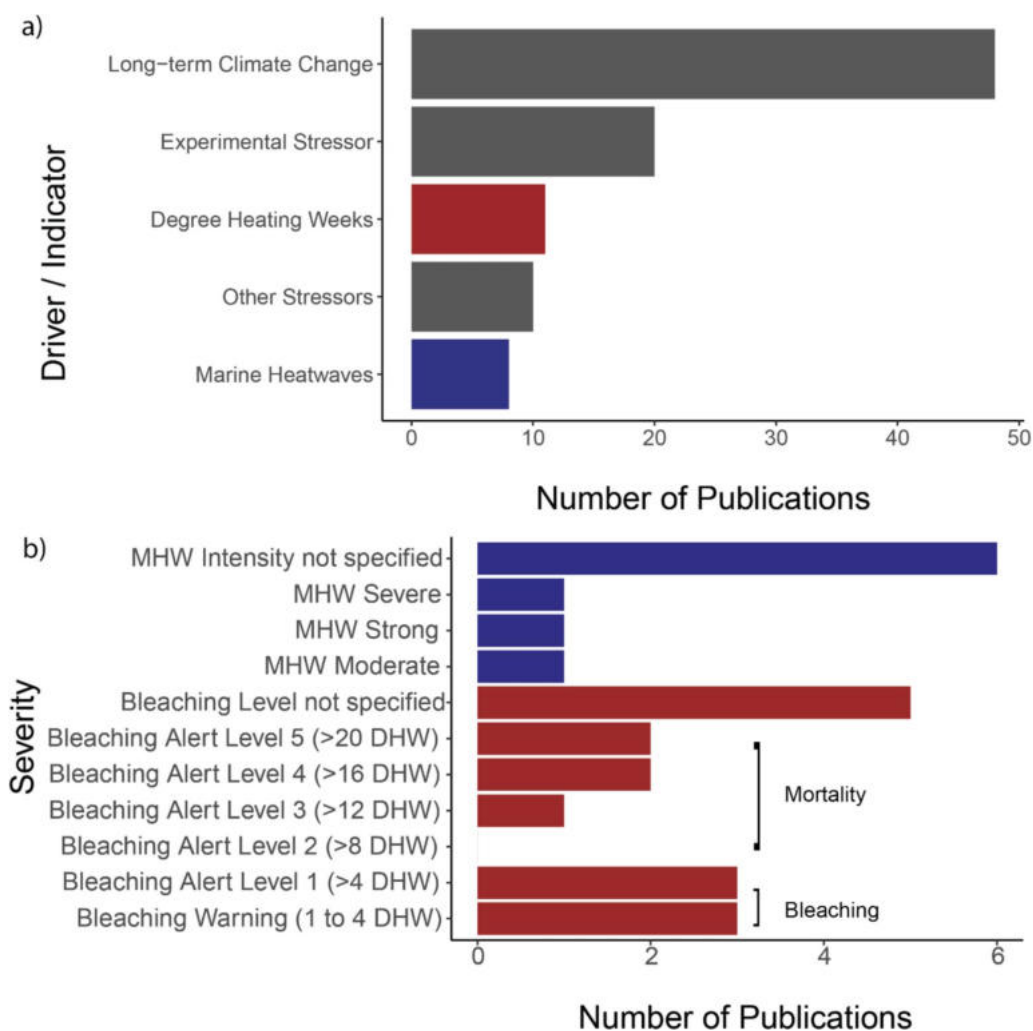 a)
Driver / Indicator
Long-term Climate Change
Experimental Stressor
Degree Heating Weeks
Other Stressors
Marine Heatwaves
0 10 20 30 40 50
Number of Publications
b)
Severity
MHW Intensity not specified
MHW Severe
MHW Strong
MHW Moderate
Bleaching Level not specified
Bleaching Alert Level 5 (>20 DHW)
Bleaching Alert Level 4 (>16 DHW)
Bleaching Alert Level 3 (>12 DHW)
Bleaching Alert Level 2 (>8 DHW)
Bleaching Alert Level 1 (>4 DHW)
Bleaching Warning (1 to 4 DHW)
Mortality
Bleaching
0 2 4 6
Number of Publications